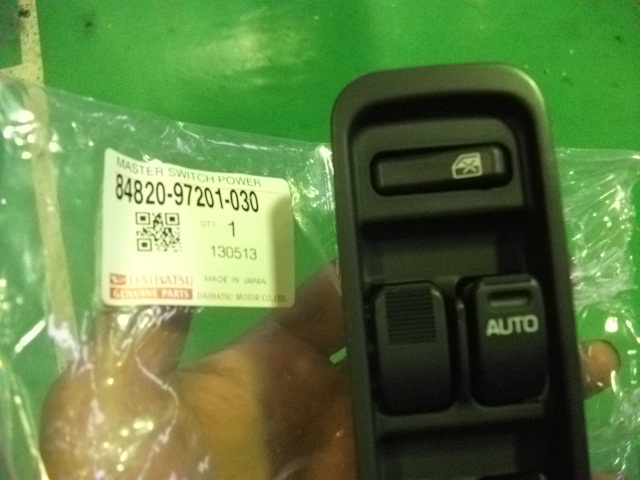 MASTER SWITCH POWER
84820-97201-030
QTY 1
130513
DAIHATSU MADE IN JAPAN
GENUINE PARTS DAIHATSU MOTOR CO.,LTD.
AUTO